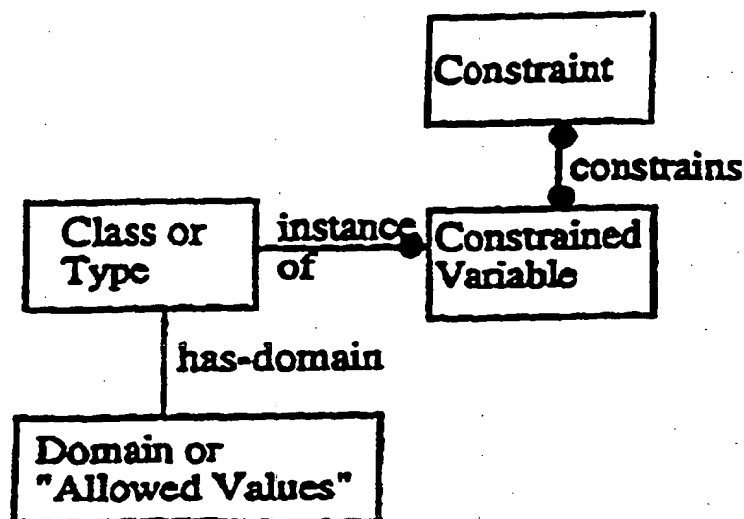 Constraint
constrains
Class or
Type
instance
of
Constrained
Variable
has-domain
Domain or
"Allowed Values"